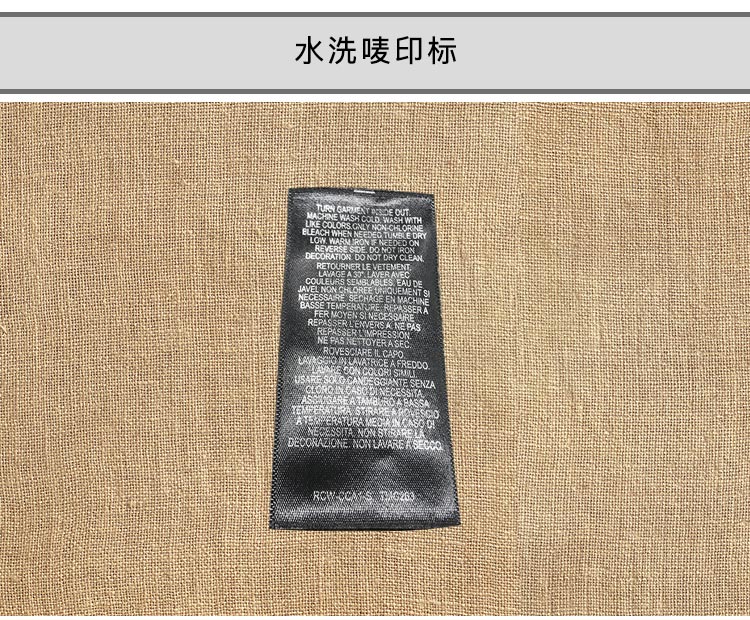 水洗唛印标
TURN GARMENT INSIDE OUT.
MACHINE WASH COLD, WASH WITH
LIKE COLORS,ONLY NON-CHLORINE
BLEACH WHEN NEEDED TUMBLE DRY
LOW. WARM IRON IF NEEDED ON
REVERSE SIDE. DO NOT IRON
DECORATION. DO NOT DRY CLEAN.
RETOURNER LE VETEMENT,
LAVAGE A 30°, LAVER AVEC
COULEURS SEMBLABLES, EAU DE
JAVEL NON CHLOREE UNIQUEMENT SI
NECESSAIRE. SECHAGE EN MACHINE
BASSE TEMPERATURE. REPASSER A
FER MOYEN SI NECESSAIRE
REPASSER L'ENVERS A. NE PAS
REPASSER L'IMPRESSION.
NE PAS NETTOYER A SEC.
ROVESCIARE IL CAPO.
LAVAGGIO IN LAVATRICE A FREDDO.
LAVARE CON COLORI SIMILI.
USARE SOLO CANDEGGIANTE SENZA
CLORO IN CASO DI NECESSITA.
ASCIUGARE A TAMBURO A BASSA
TEMPERATURA. STIRARE A ROVESCIO
A TEMPERATURA MEDIA IN CASO DI
NECESSITA. NON STIRARE LA
DECORAZIONE. NON LAVARE A SECCO.